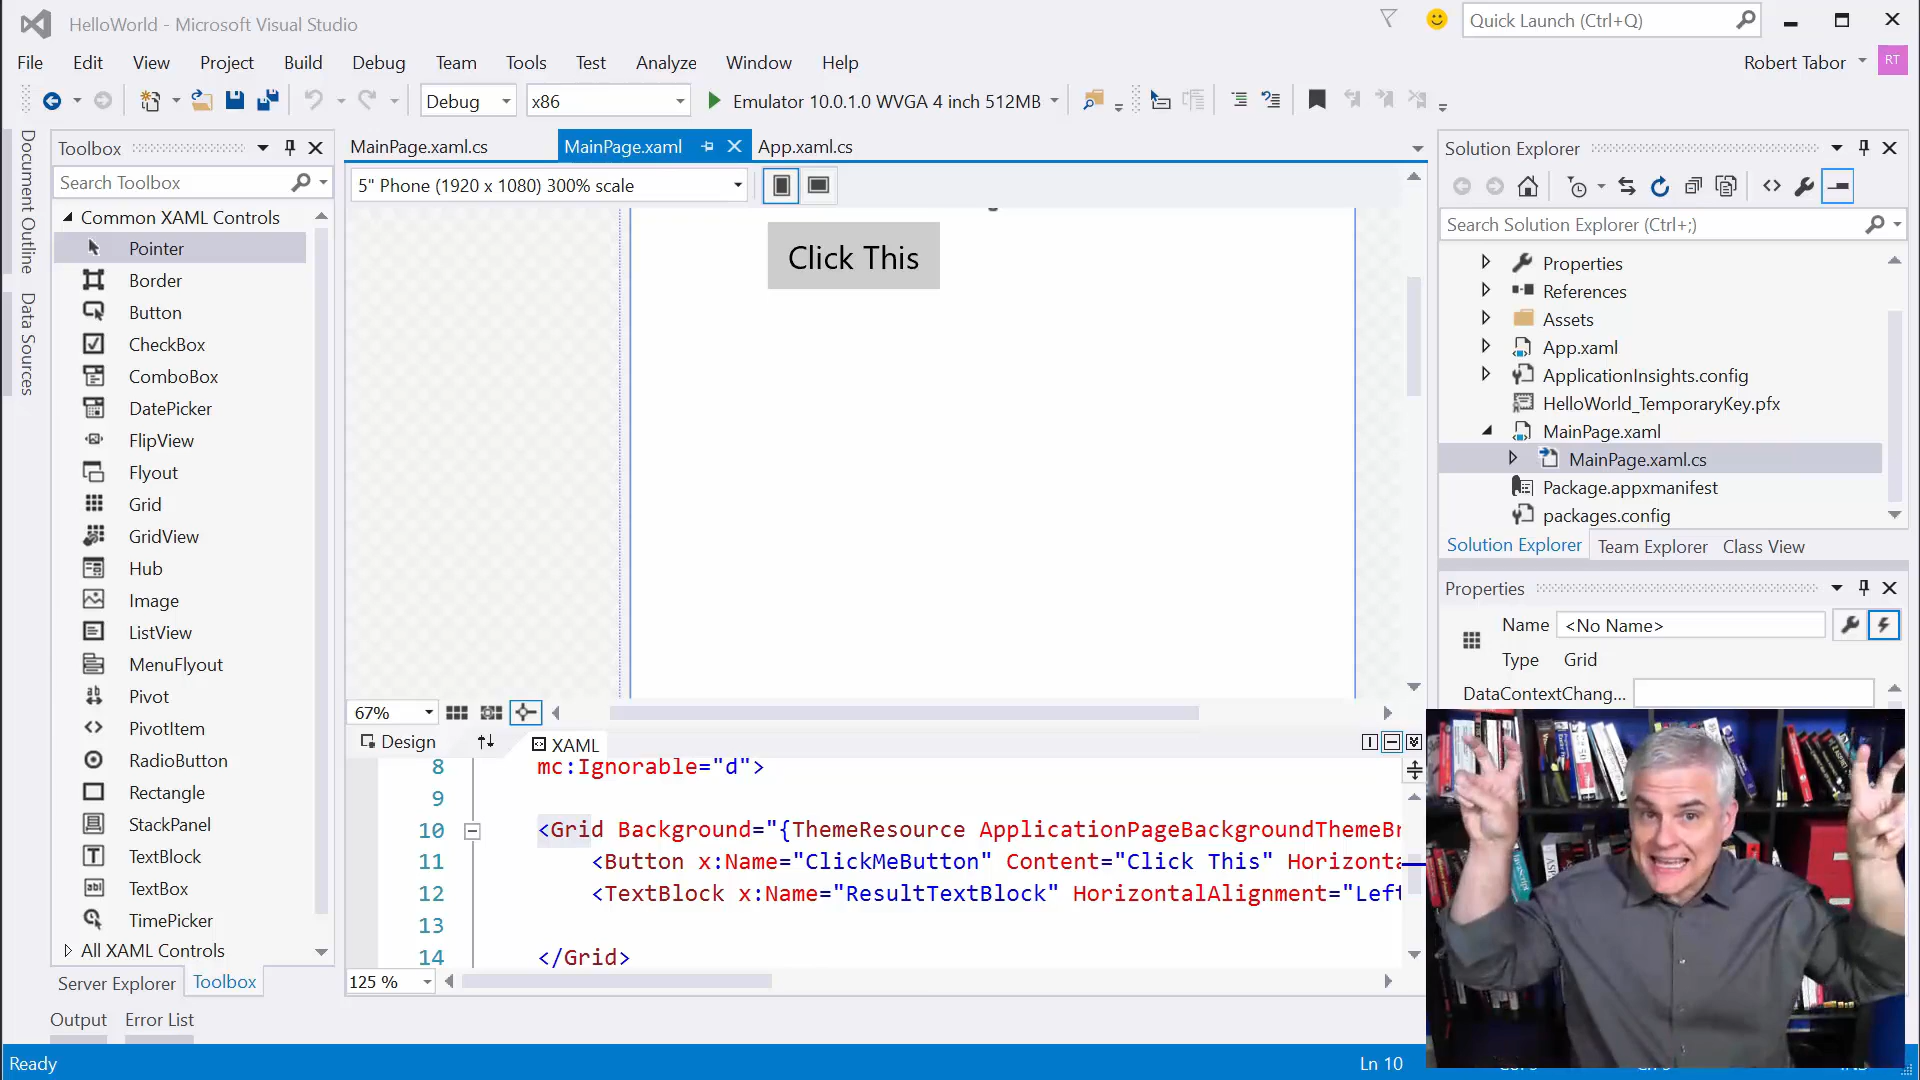 HelloWorld - Microsoft Visual Studio
Quick Launch (Ctrl+Q)
File Edit View Project Build Debug Team Tools Test Analyze Window Help
Robert Tabor RT
Debug x86 Emulator 10.0.1.0 WVGA 4 inch 512MB
Document Outline
Data Sources
Toolbox
Search Toolbox
Common XAML Controls
Pointer
Border
Button
CheckBox
ComboBox
DatePicker
FlipView
Flyout
Grid
GridView
Hub
Image
ListView
MenuFlyout
Pivot
PivotItem
RadioButton
Rectangle
StackPanel
TextBlock
TextBox
TimePicker
All XAML Controls
Server Explorer Toolbox
Output Error List
MainPage.xaml.cs MainPage.xaml App.xaml.cs
5" Phone (1920 x 1080) 300% scale
Click This
67%
Design XAML
8 mc:Ignorable="d">
9
10 <Grid Background="{ThemeResource ApplicationPageBackgroundThemeBr
11 <Button x:Name="ClickMeButton" Content="Click This" Horizonta
12 <TextBlock x:Name="ResultTextBlock" HorizontalAlignment="Left
13
14 </Grid>
125 %
Solution Explorer
Search Solution Explorer (Ctrl+;)
Properties
References
Assets
App.xaml
ApplicationInsights.config
HelloWorld_TemporaryKey.pfx
MainPage.xaml
MainPage.xaml.cs
Package.appxmanifest
packages.config
Solution Explorer Team Explorer Class View
Properties
Name <No Name>
Type Grid
DataContextChang...
Ready
Ln 10